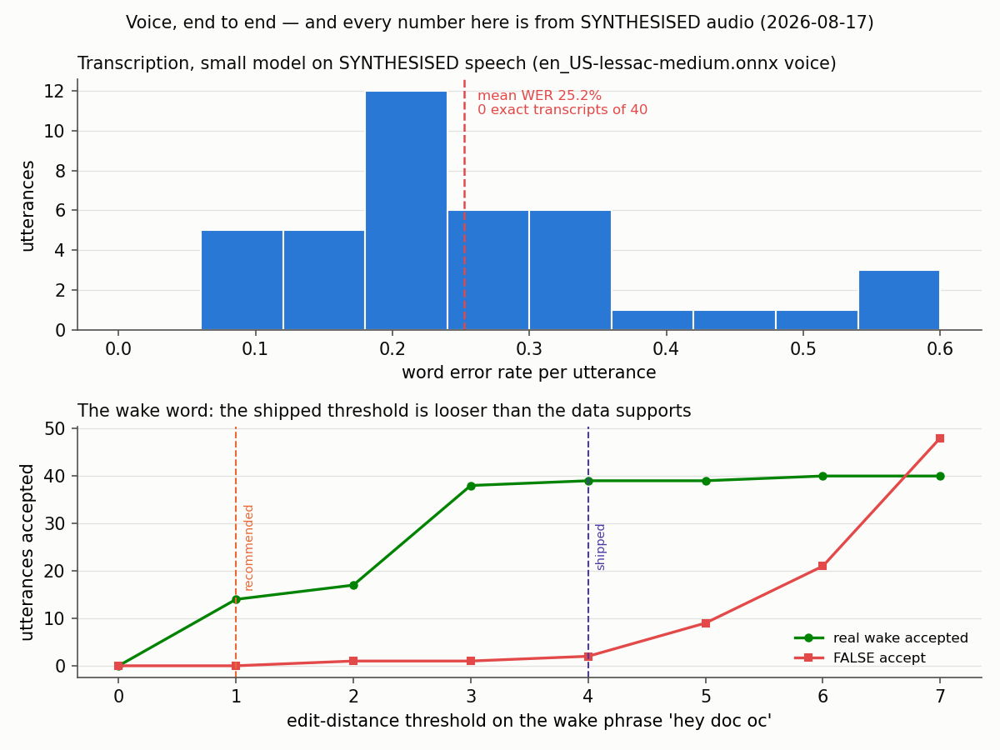 Voice, end to end — and every number here is from SYNTHESISED audio (2026-08-17)
Transcription, small model on SYNTHESISED speech (en_US-lessac-medium.onnx voice)
12
10
8
6
4
2
0
utterances
mean WER 25.2%
0 exact transcripts of 40
0.0 0.1 0.2 0.3 0.4 0.5 0.6
word error rate per utterance
The wake word: the shipped threshold is looser than the data supports
50
40
30
20
10
0
utterances accepted
recommended
shipped
real wake accepted
FALSE accept
0 1 2 3 4 5 6 7
edit-distance threshold on the wake phrase 'hey doc oc'